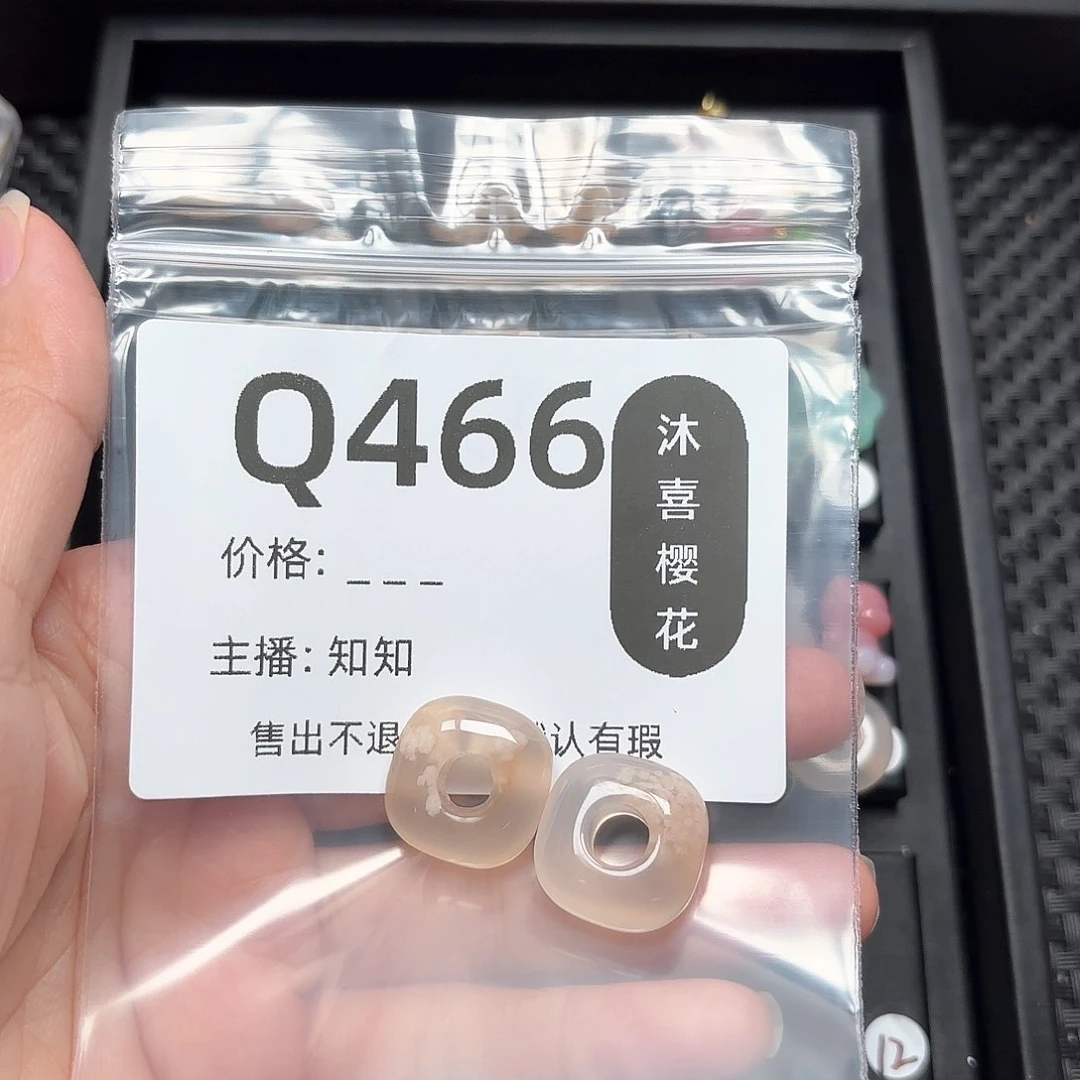 Q466
沐喜樱花
价格: _ _ _
主播: 知知
售出不退 认有瑕
12